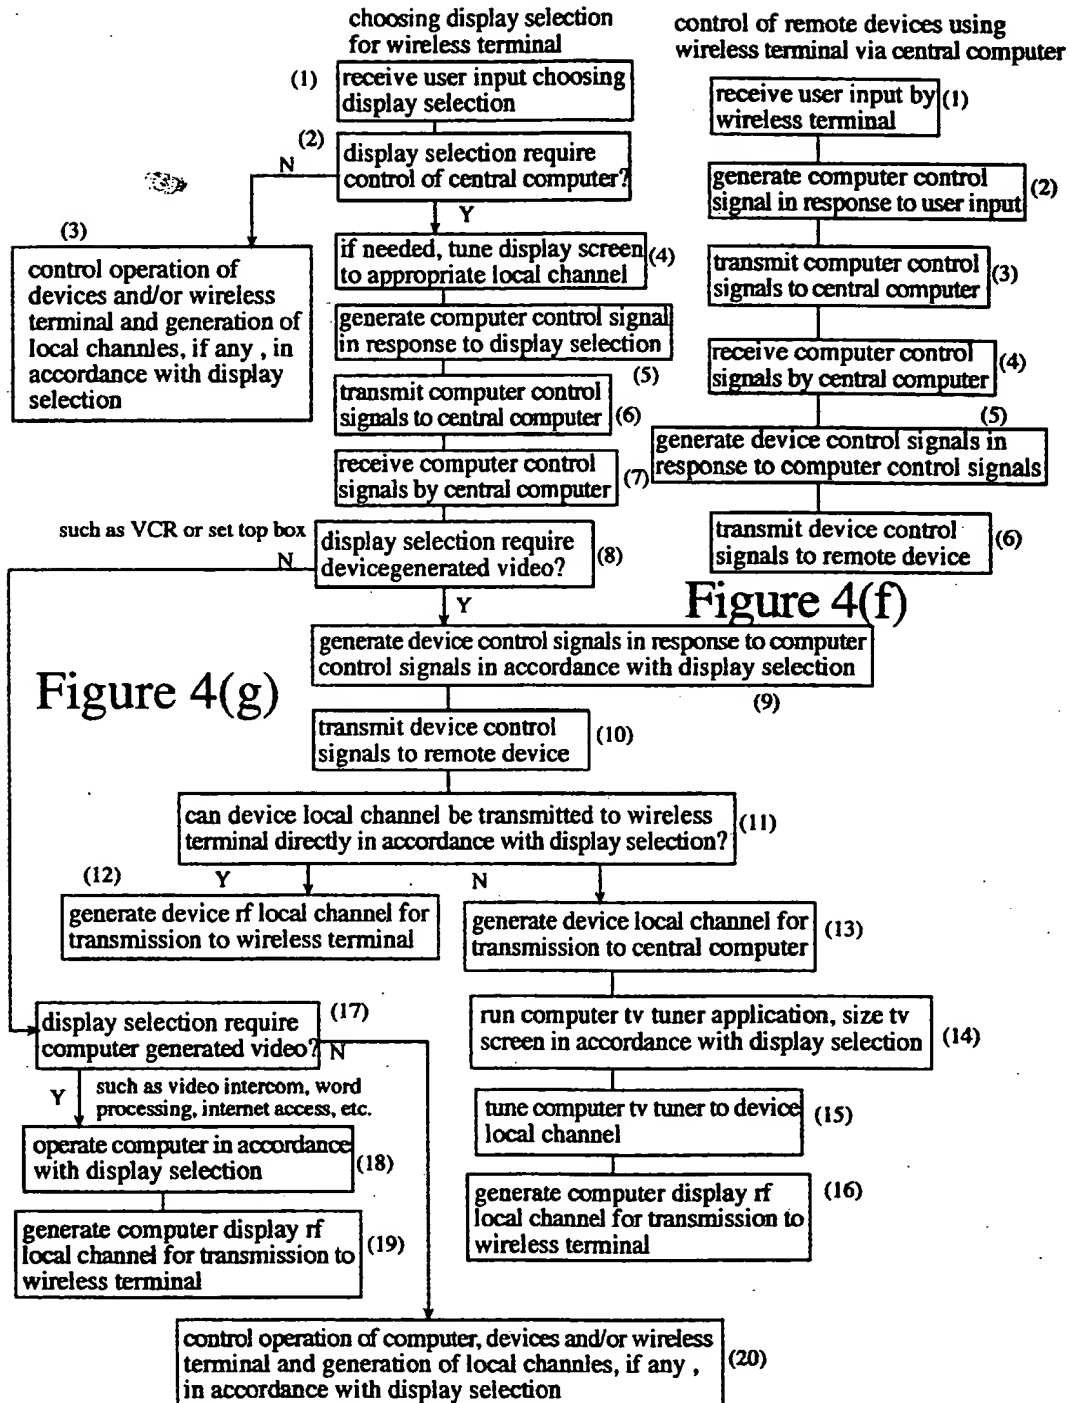 choosing display selection
for wireless terminal
(1)
receive user input choosing
display selection
(2)
display selection require
control of central computer?
N
Y
(3)
control operation of
devices and/or wireless
terminal and generation of
local channles, if any , in
accordance with display
selection
if needed, tune display screen
to appropriate local channel
(4)
generate computer control signal
in response to display selection
(5)
transmit computer control
signals to central computer
(6)
receive computer control
signals by central computer
(7)
such as VCR or set top box
N
display selection require
devicegenerated video?
(8)
Y
generate device control signals in response to computer
control signals in accordance with display selection
(9)
Figure 4(g)
transmit device control
signals to remote device
(10)
can device local channel be transmitted to wireless
terminal directly in accordance with display selection?
(11)
(12)
Y
N
generate device rf local channel for
transmission to wireless terminal
generate device local channel for
transmission to central computer
(13)
run computer tv tuner application, size tv
screen in accordance with display selection
(14)
tune computer tv tuner to device
local channel
(15)
generate computer display rf
local channel for transmission to
wireless terminal
(16)
display selection require
computer generated video?
(17)
N
Y
such as video intercom, word
processing, internet access, etc.
operate computer in accordance
with display selection
(18)
generate computer display rf
local channel for transmission to
wireless terminal
(19)
control operation of computer, devices and/or wireless
terminal and generation of local channles, if any ,
in accordance with display selection
(20)
control of remote devices using
wireless terminal via central computer
receive user input by
wireless terminal
(1)
generate computer control
signal in response to user input
(2)
transmit computer control
signals to central computer
(3)
receive computer control
signals by central computer
(4)
(5)
generate device control signals in
response to computer control signals
transmit device control
signals to remote device
(6)
Figure 4(f)